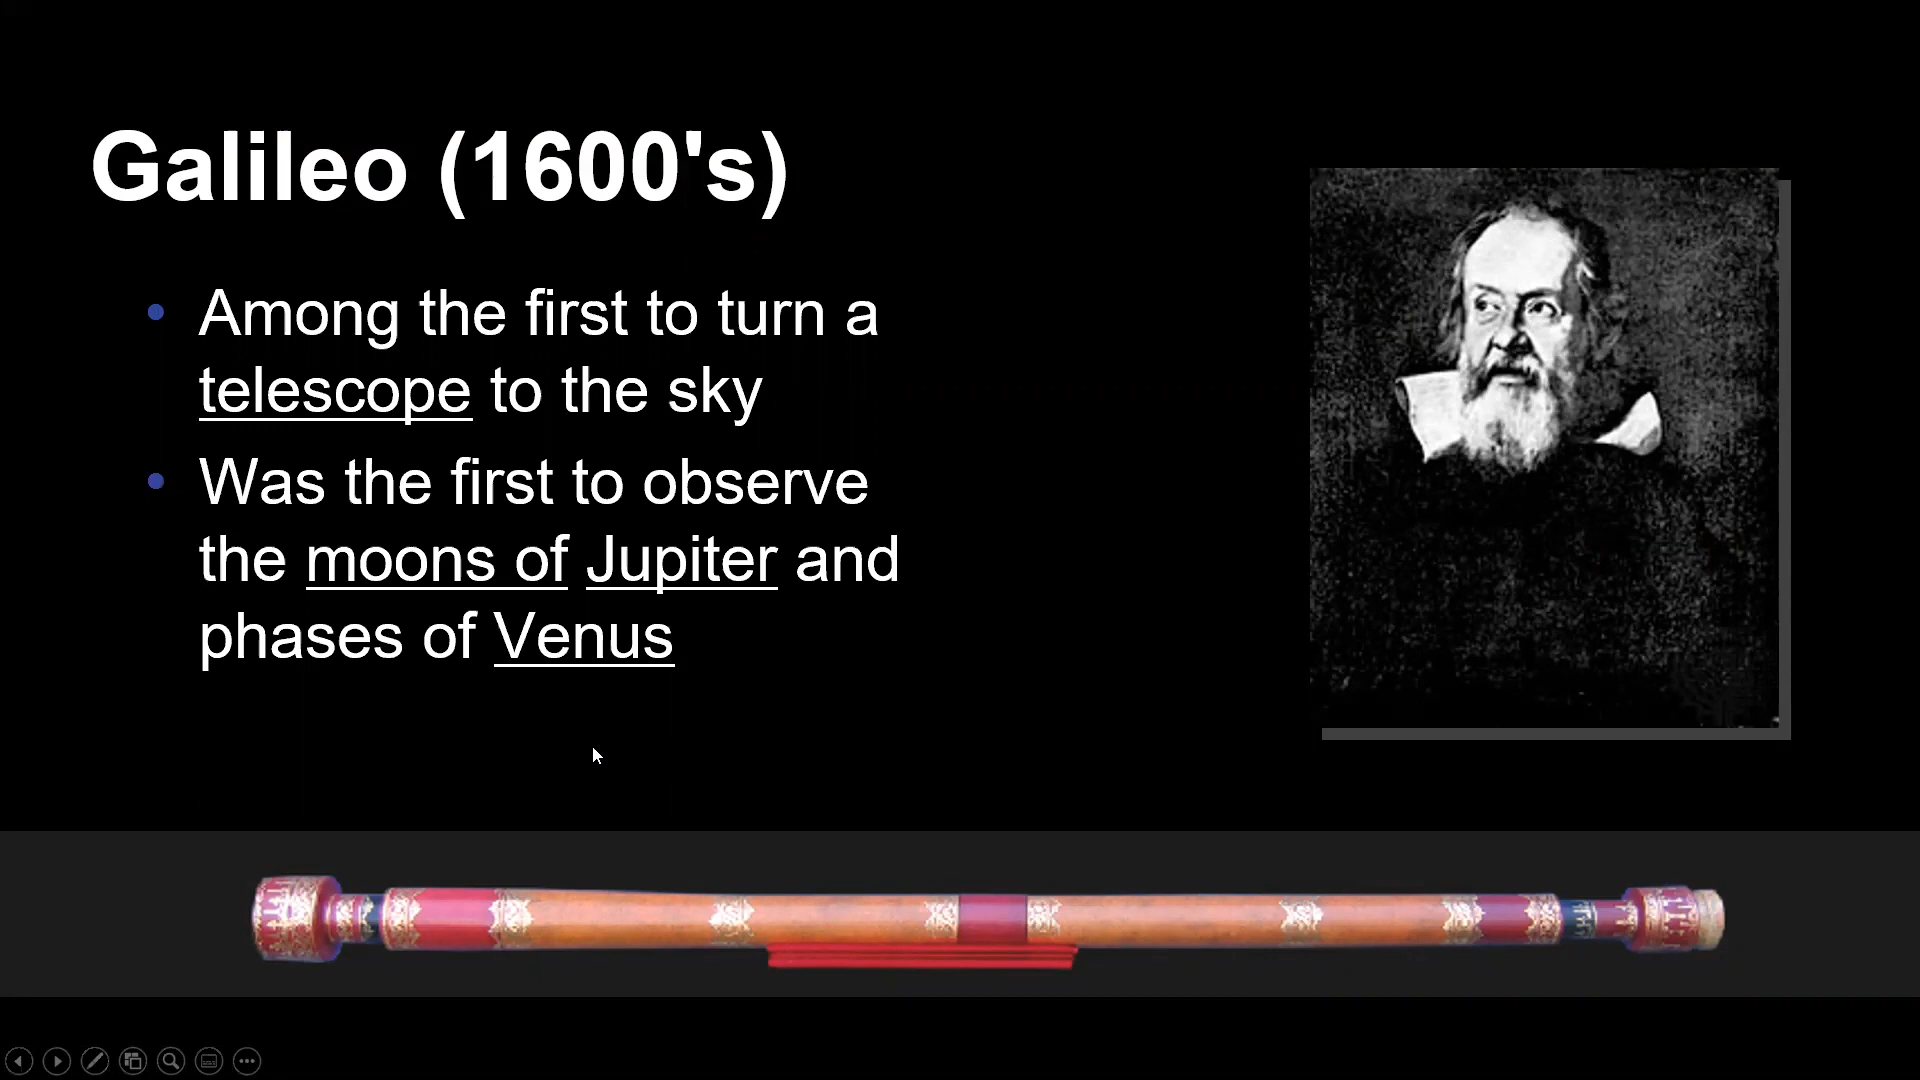 Galileo (1600's)
• Among the first to turn a
telescope to the sky
• Was the first to observe
the moons of Jupiter and
phases of Venus